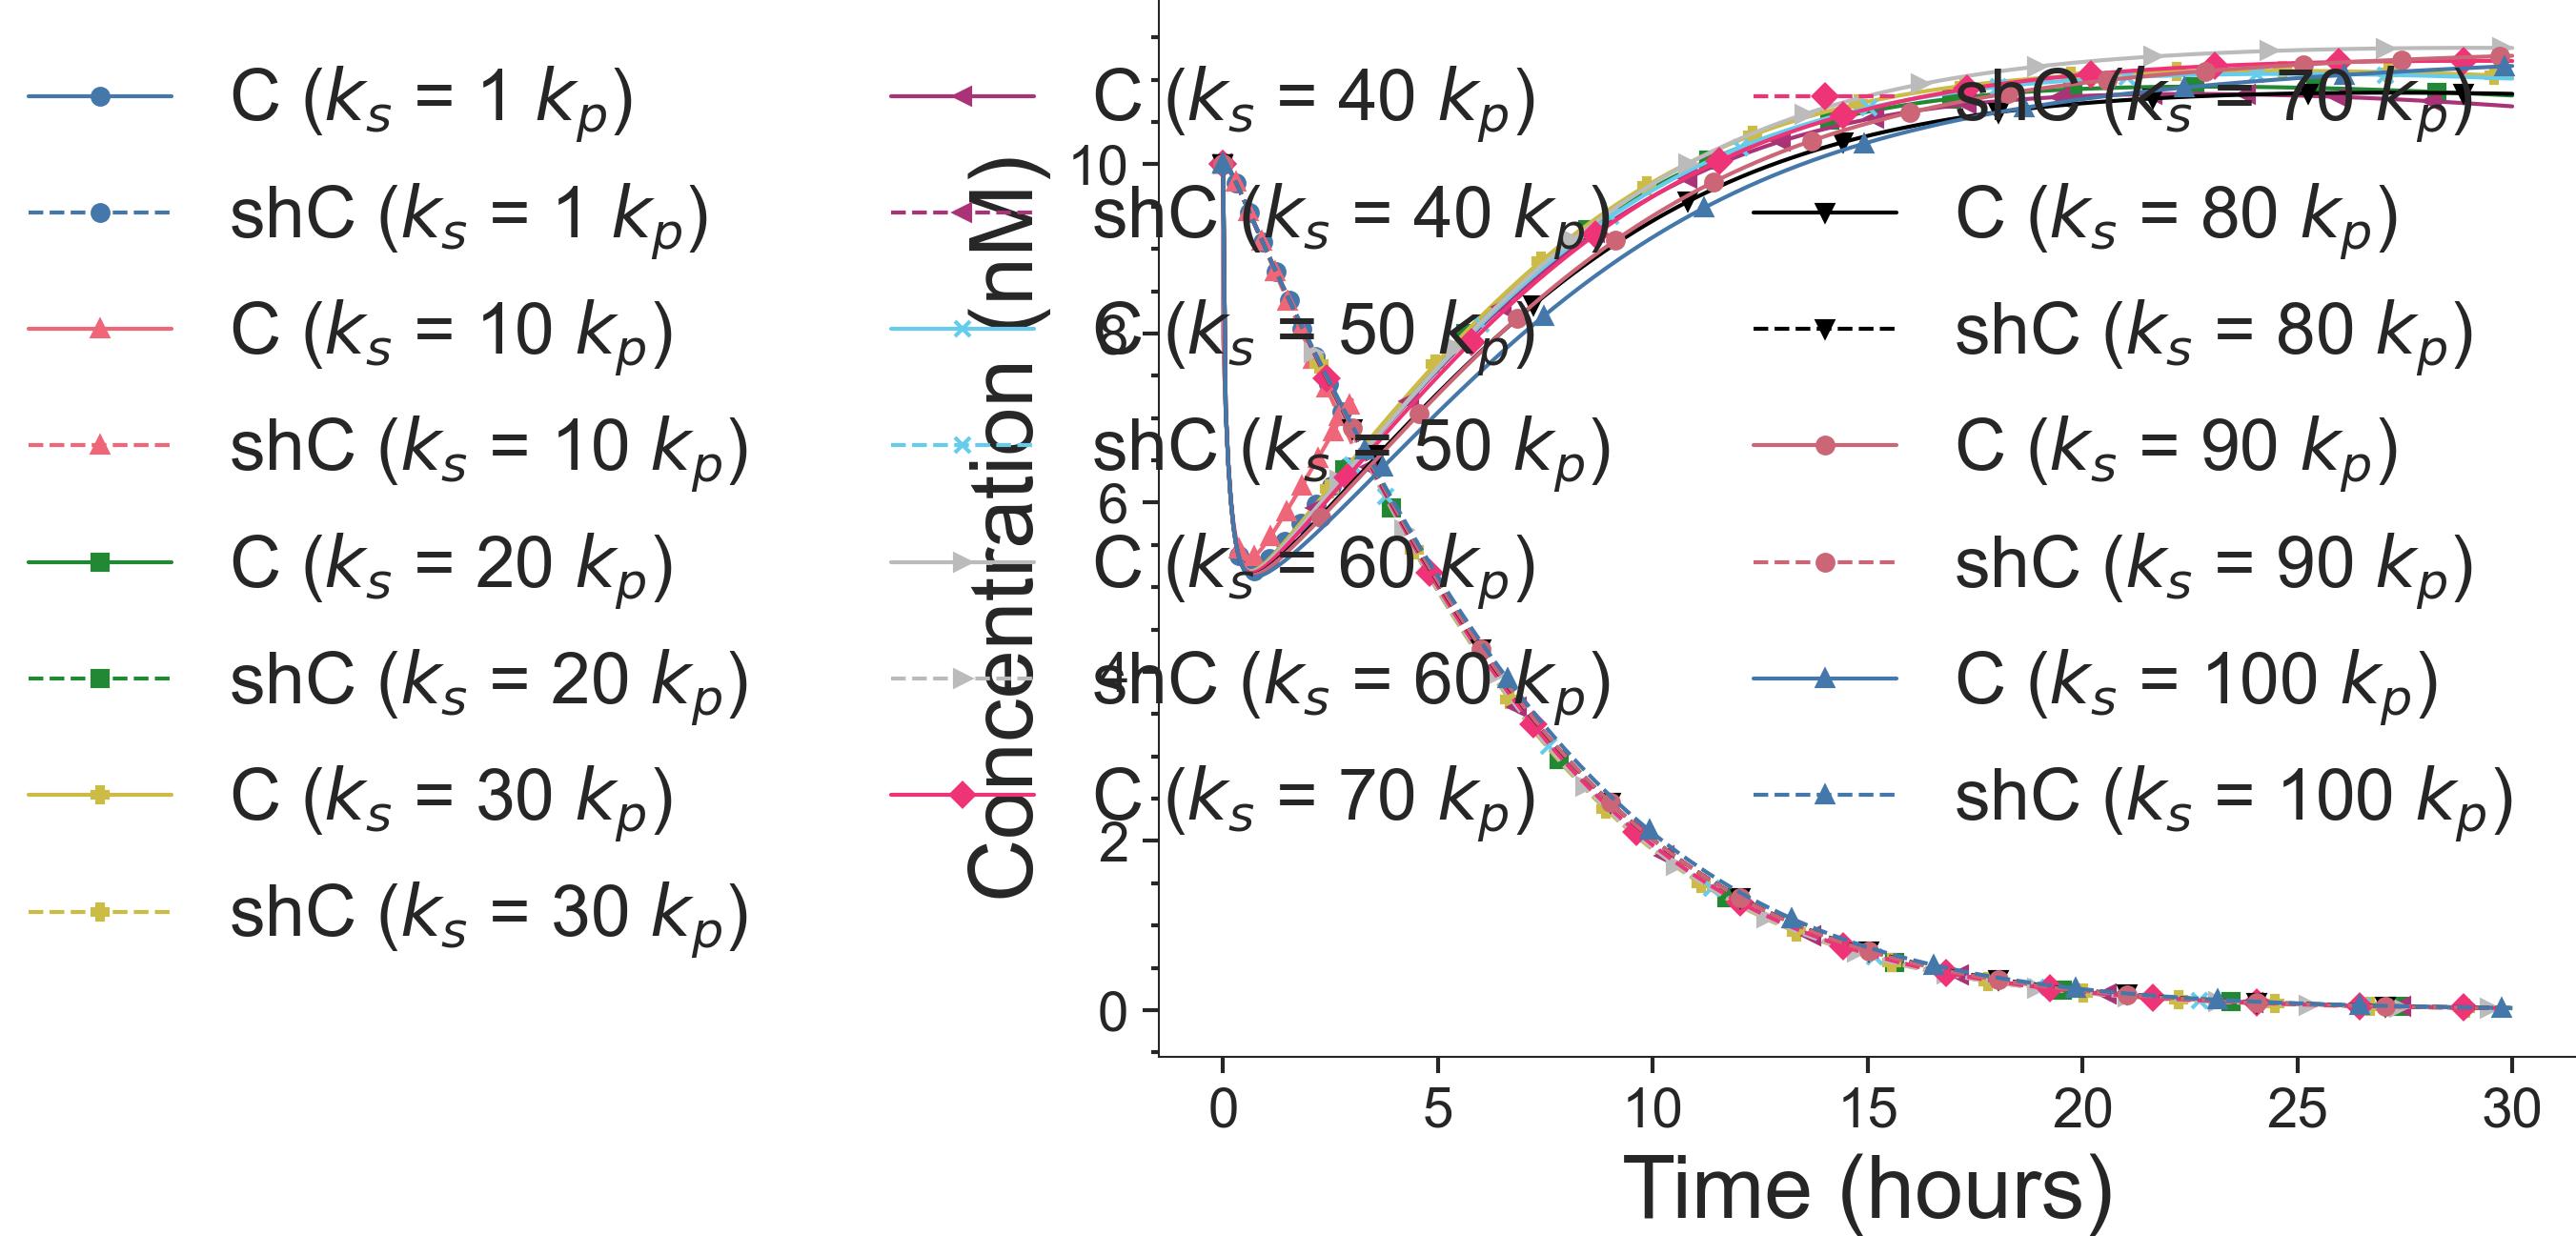 C (ks = 1 kp)
shC (ks = 1 kp)
C (ks = 10 kp)
shC (ks = 10 kp)
C (ks = 20 kp)
shC (ks = 20 kp)
C (ks = 30 kp)
shC (ks = 30 kp)
C (ks = 40 kp)
shC (ks = 40 kp)
C (ks = 50 kp)
shC (ks = 50 kp)
C (ks = 60 kp)
shC (ks = 60 kp)
C (ks = 70 kp)
shC (ks = 70 kp)
C (ks = 80 kp)
shC (ks = 80 kp)
C (ks = 90 kp)
shC (ks = 90 kp)
C (ks = 100 kp)
shC (ks = 100 kp)
Concentration (nM)
10
8
6
4
2
0
0 5 10 15 20 25 30
Time (hours)